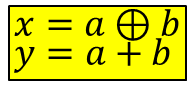 x = a ⊕ b
y = a + b